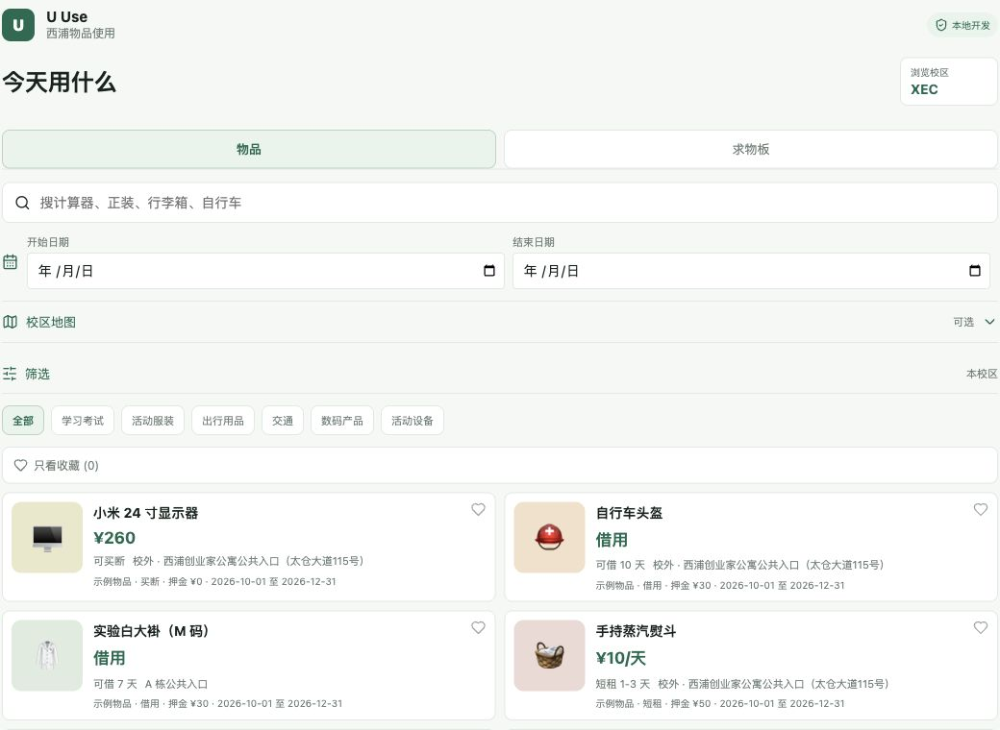 U
U Use
西浦物品使用
本地开发
今天用什么
浏览校区
XEC
物品
求物板
搜计算器、正装、行李箱、自行车
开始日期
结束日期
年 /月/日
年 /月/日
校区地图
可选
筛选
本校区
全部
学习考试
活动服装
出行用品
交通
数码产品
活动设备
只看收藏 (0)
小米 24 寸显示器
¥260
可买断 校外 · 西浦创业家公寓公共入口（太仓大道115号）
示例物品 · 买断 · 押金 ¥0 · 2026-10-01 至 2026-12-31
自行车头盔
借用
可借 10 天 校外 · 西浦创业家公寓公共入口（太仓大道115号）
示例物品 · 借用 · 押金 ¥30 · 2026-10-01 至 2026-12-31
实验白大褂（M 码）
借用
可借 7 天 A 栋公共入口
示例物品 · 借用 · 押金 ¥30 · 2026-10-01 至 2026-12-31
手持蒸汽熨斗
¥10/天
短租 1-3 天 校外 · 西浦创业家公寓公共入口（太仓大道115号）
示例物品 · 短租 · 押金 ¥50 · 2026-10-01 至 2026-12-31